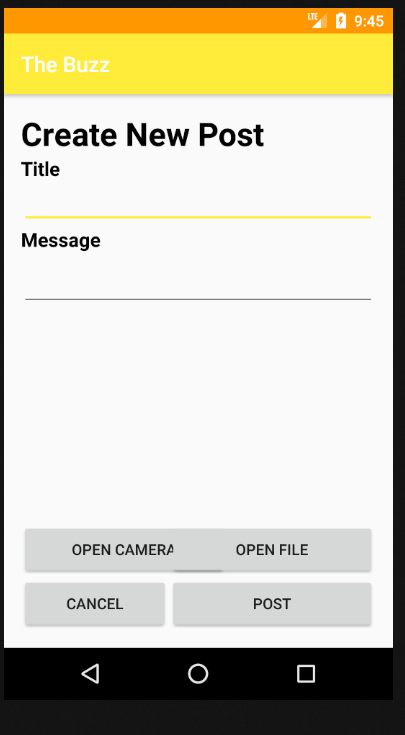 LTE 9:45
The Buzz
Create New Post
Title
Message
OPEN CAMERA OPEN FILE
CANCEL POST